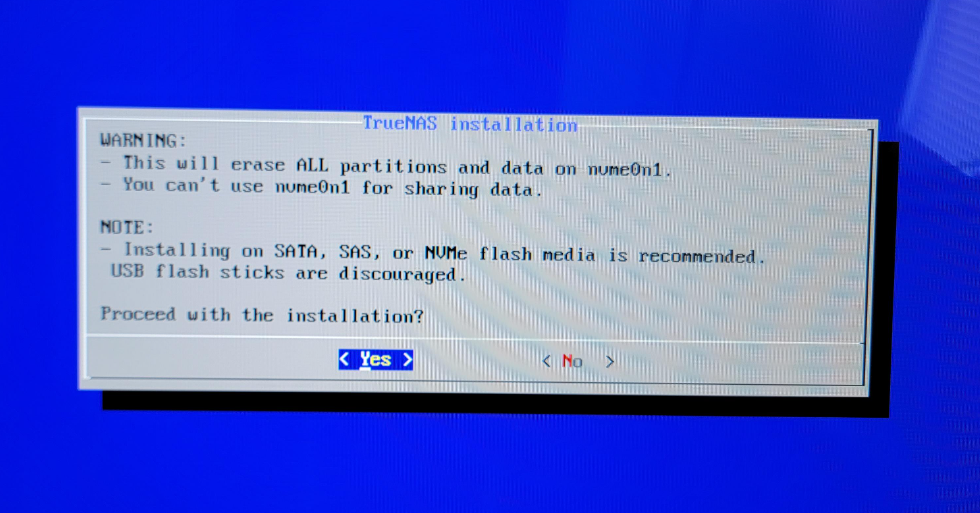 TrueNAS installation
WARNING:
- This will erase ALL partitions and data on nvme0n1.
- You can't use nvme0n1 for sharing data.
NOTE:
- Installing on SATA, SAS, or NVMe flash media is recommended.
USB flash sticks are discouraged.
Proceed with the installation?
< Yes > < No >